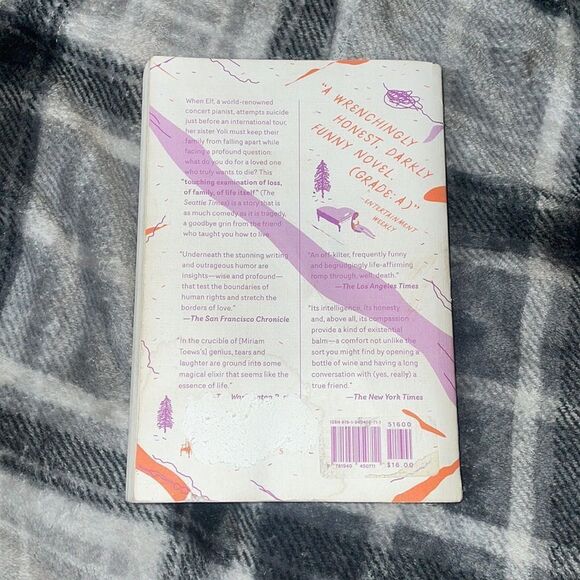 When Elf, a world-renowned
concert pianist, attempts suicide
just before an international tour,
her sister Yoli must keep their
family from falling apart while
facing a profound question:
what do you do for a loved one
who truly wants to die? This
"touching examination of loss,
of family, of life itself" (The
Seattle Times) is a story that is
as much comedy as it is tragedy,
a goodbye grin from the friend
who taught you how to live.
"Underneath the stunning writing
and outrageous humor are
insights—wise and profound—
that test the boundaries of
human rights and stretch the
borders of love."
—The San Francisco Chronicle
"In the crucible of [Miriam
Toews's] genius, tears and
laughter are ground into some
magical elixir that seems like the
essence of life."
"A WRENCHINGLY
HONEST, DARKLY
FUNNY NOVEL.
(GRADE: A)"
—ENTERTAINMENT
WEEKLY
"An off-kilter, frequently funny
and begrudgingly life-affirming
romp through, well, death."
—The Los Angeles Times
"Its intelligence, its honesty
and, above all, its compassion
provide a kind of existential
balm—a comfort not unlike the
sort you might find by opening a
bottle of wine and having a long
conversation with (yes, really) a
true friend."
—The New York Times
S
51600
9 781940 450711
$16.00